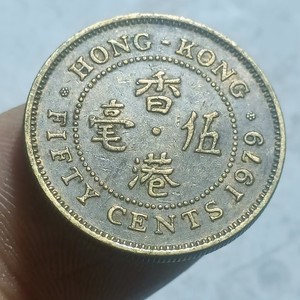 HONG-KONG
香
毫·伍
港
FIFTY CENTS 1979